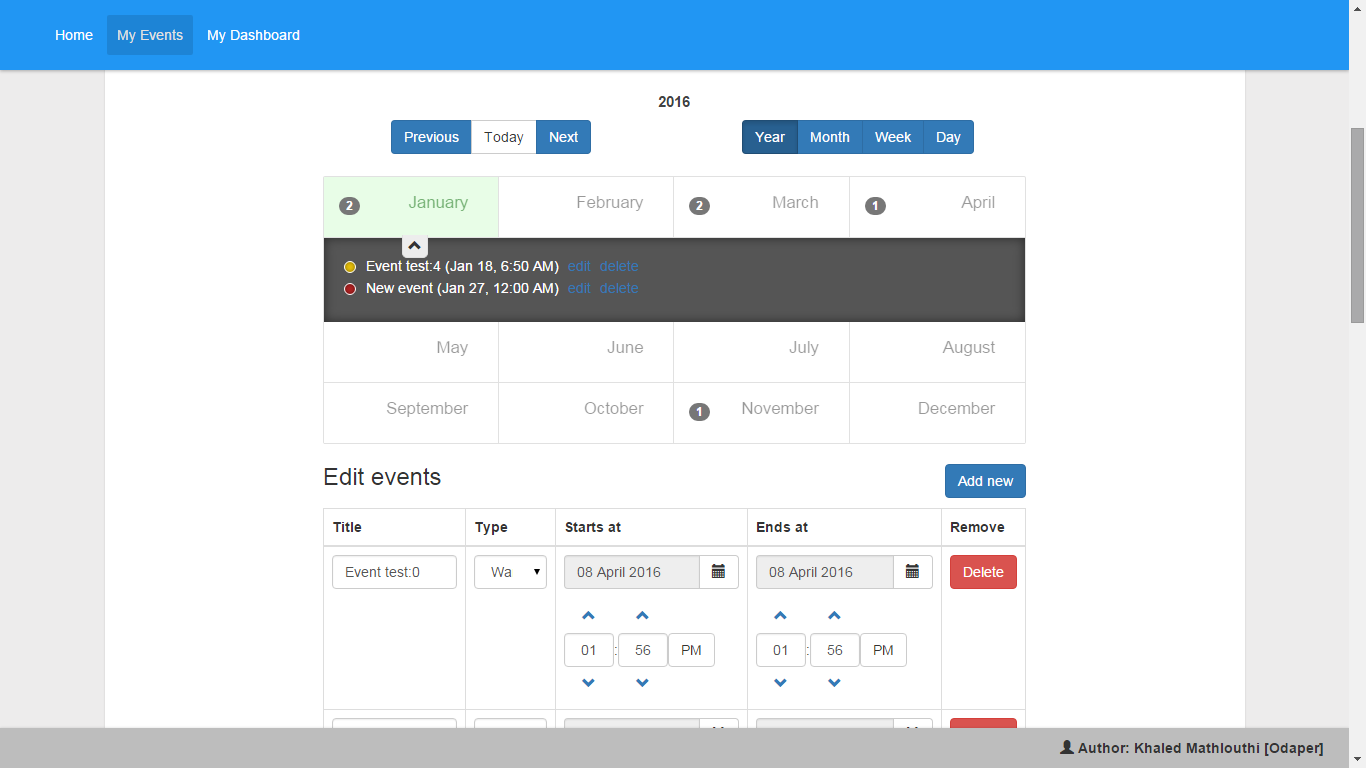 Home My Events My Dashboard
2016
Previous Today Next Year Month Week Day
2 January February 2 March 1 April
Event test:4 (Jan 18, 6:50 AM) edit delete
New event (Jan 27, 12:00 AM) edit delete
May June July August
September October 1 November December
Edit events Add new
Title Type Starts at Ends at Remove
Event test:0 Wa 08 April 2016 08 April 2016 Delete
01 : 56 PM 01 : 56 PM
Author: Khaled Mathlouthi [Odaper]